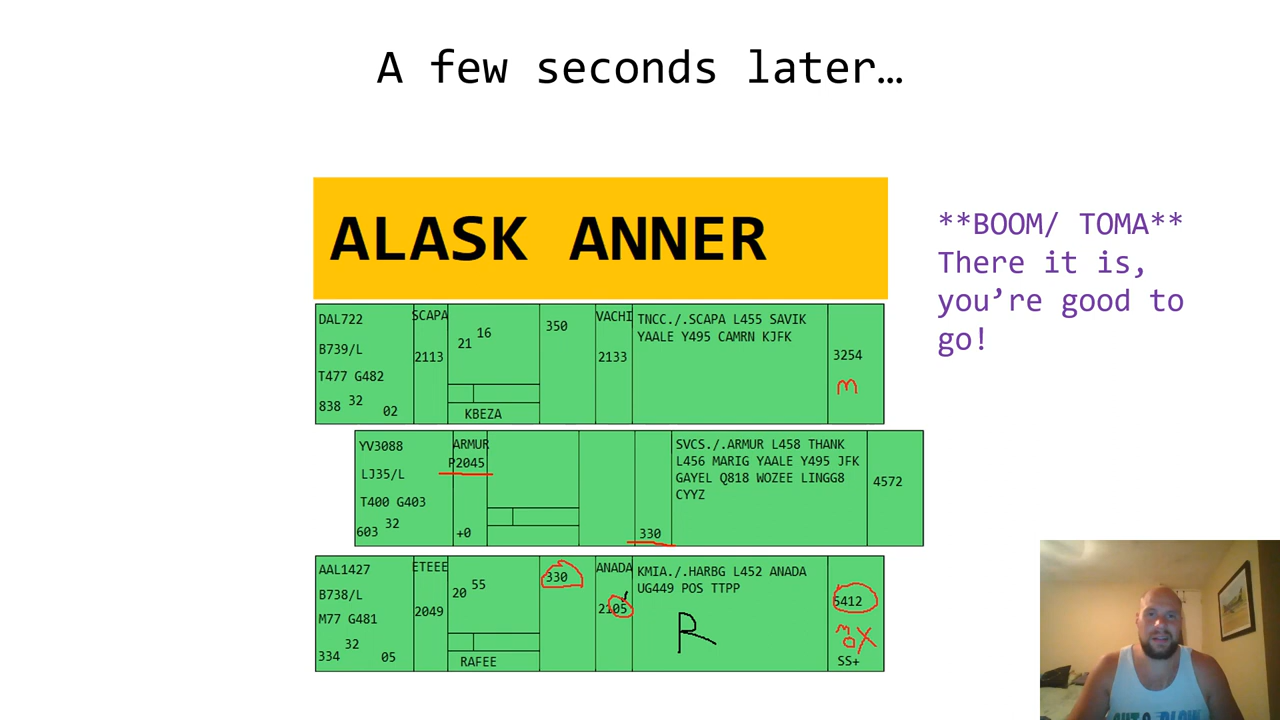 A few seconds later…
ALASK ANNER
**BOOM/ TOMA**
There it is,
you’re good to
go!
DAL722
B739/L
T477 G482
838 32 02
SCAPA
2113
21 16
KBEZA
350
VACHI
2133
TNCC./.SCAPA L455 SAVIK
YAALE Y495 CAMRN KJFK
3254
m
YV3088
LJ35/L
T400 G403
603 32
ARMUR
P2045
+0
330
SVCS./.ARMUR L458 THANK
L456 MARIG YAALE Y495 JFK
GAYEL Q818 WOZEE LINGG8
CYYZ
4572
AAL1427
B738/L
M77 G481
334 32 05
ETEEE
2049
20 55
RAFEE
330
ANADA
2105
KMIA./.HARBG L452 ANADA
UG449 POS TTPP
R
5412
SS+